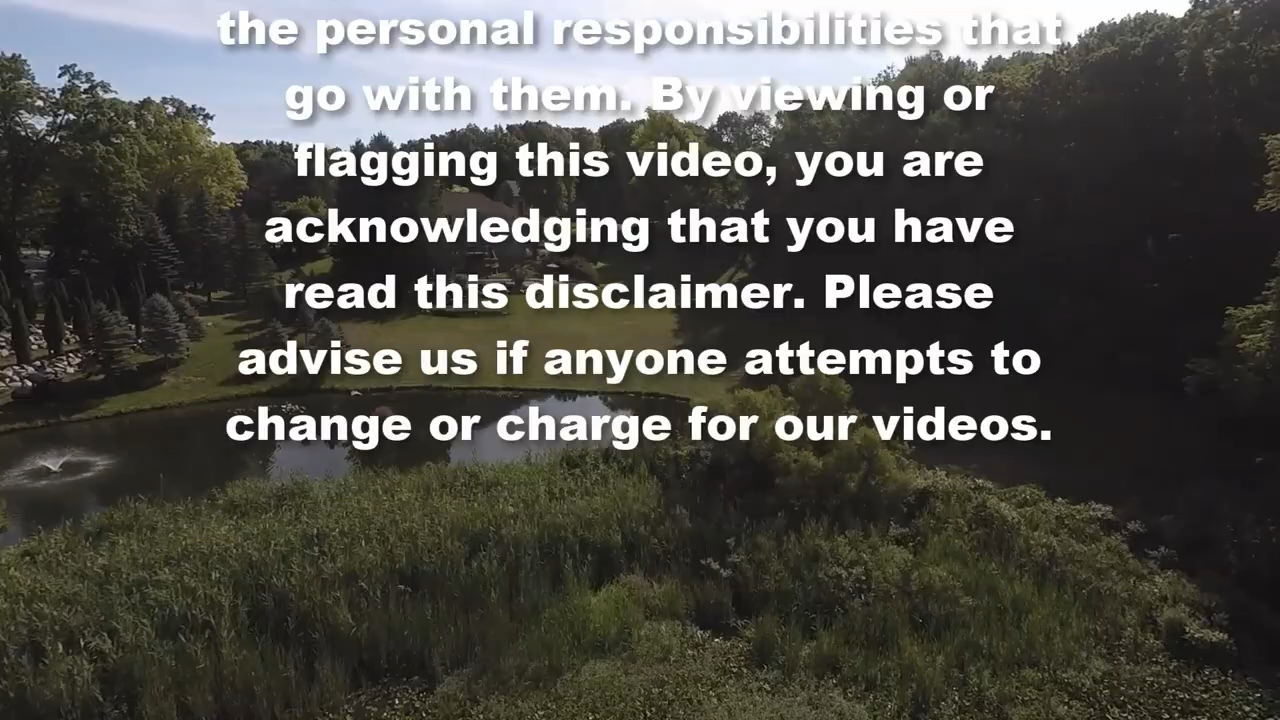 the personal responsibilities that
go with them. By viewing or
flagging this video, you are
acknowledging that you have
read this disclaimer. Please
advise us if anyone attempts to
change or charge for our videos.